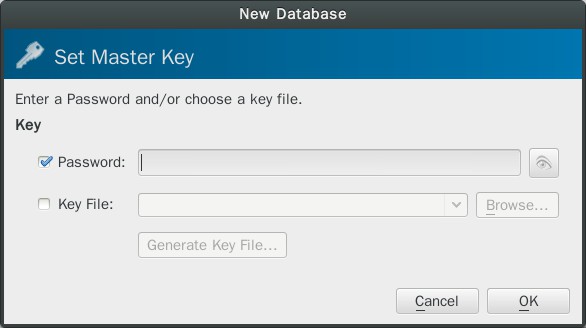 New Database
Set Master Key
Enter a Password and/or choose a key file.
Key
Password:
Key File:
Browse...
Generate Key File...
Cancel
OK